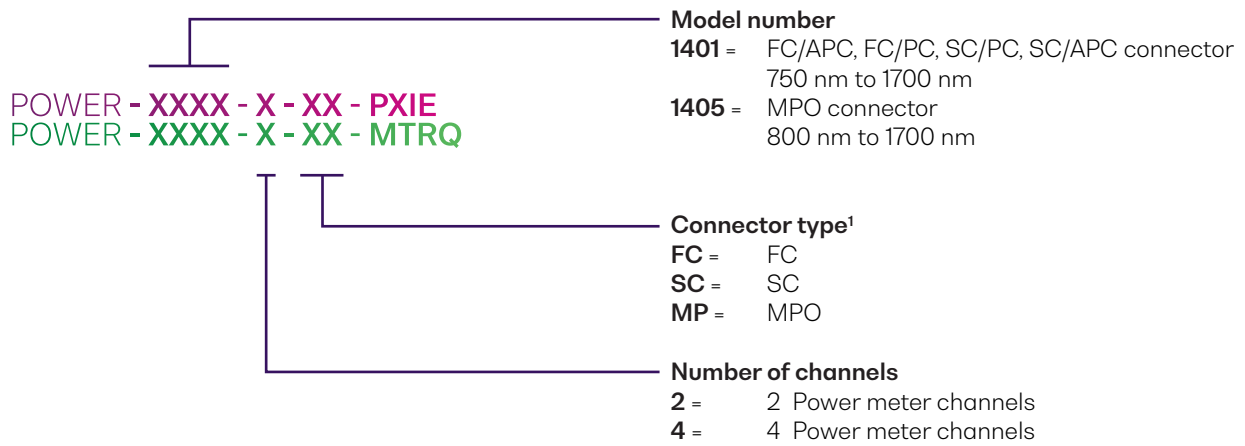 Model number
1401 = FC/APC, FC/PC, SC/PC, SC/APC connector
750 nm to 1700 nm
1405 = MPO connector
800 nm to 1700 nm
POWER - XXXX - X - XX - PXIE
POWER - XXXX - X - XX - MTRQ
Connector type¹
FC = FC
SC = SC
MP = MPO
Number of channels
2 = 2 Power meter channels
4 = 4 Power meter channels